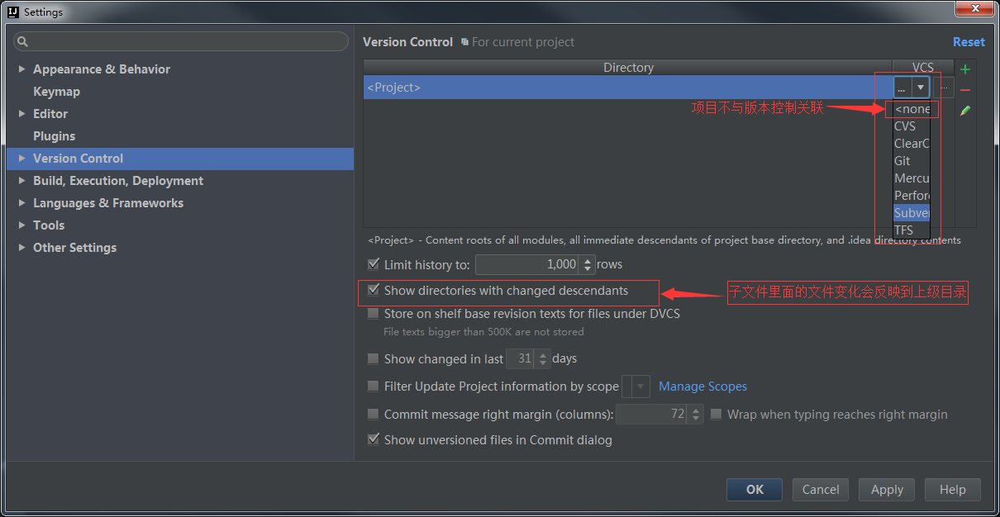 Settings
Version Control
For current project
Reset
Appearance & Behavior
Keymap
Editor
Plugins
Version Control
Build, Execution, Deployment
Languages & Frameworks
Tools
Other Settings
Directory
VCS
<Project>
...
...
项目不与版本控制关联
<none
CVS
ClearC
Git
Mercu
Perfor
Subve
TFS
<Project> - Content roots of all modules, all immediate descendants of project base directory, and .idea directory contents
Limit history to: 1,000 rows
Show directories with changed descendants
子文件里面的文件变化会反映到上级目录
Store on shelf base revision texts for files under DVCS
File texts bigger than 500K are not stored
Show changed in last 31 days
Filter Update Project information by scope
Manage Scopes
Commit message right margin (columns): 72
Wrap when typing reaches right margin
Show unversioned files in Commit dialog
OK
Cancel
Apply
Help